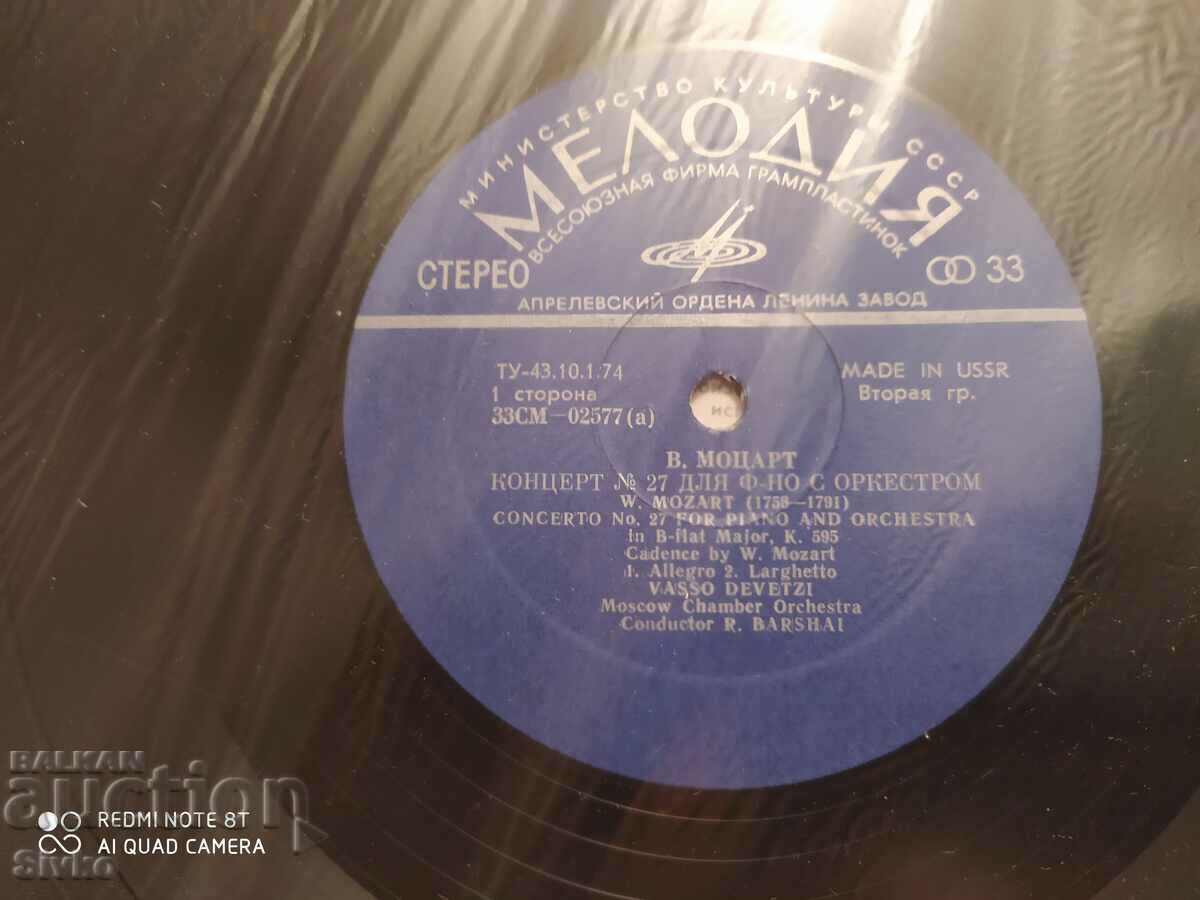 МИНИСТЕРСТВО КУЛЬТУРЫ СССР
МЕЛОДИЯ
ВСЕСОЮЗНАЯ ФИРМА ГРАМПЛАСТИНОК
СТЕРЕО 33
АПРЕЛЕВСКИЙ ОРДЕНА ЛЕНИНА ЗАВОД
ТУ-43.10.1.74 MADE IN USSR
1 сторона Вторая гр.
33СМ—02577(а)
В. МОЦАРТ
КОНЦЕРТ № 27 ДЛЯ Ф-НО С ОРКЕСТРОМ
W. MOZART (1756—1791)
CONCERTO No. 27 FOR PIANO AND ORCHESTRA
in B-flat Major, K. 595
Cadence by W. Mozart
1. Allegro 2. Larghetto
VASSO DEVETZI
Moscow Chamber Orchestra
Conductor R. BARSHAI
BALKAN
auction
REDMI NOTE 8T
AI QUAD CAMERA
Sivko